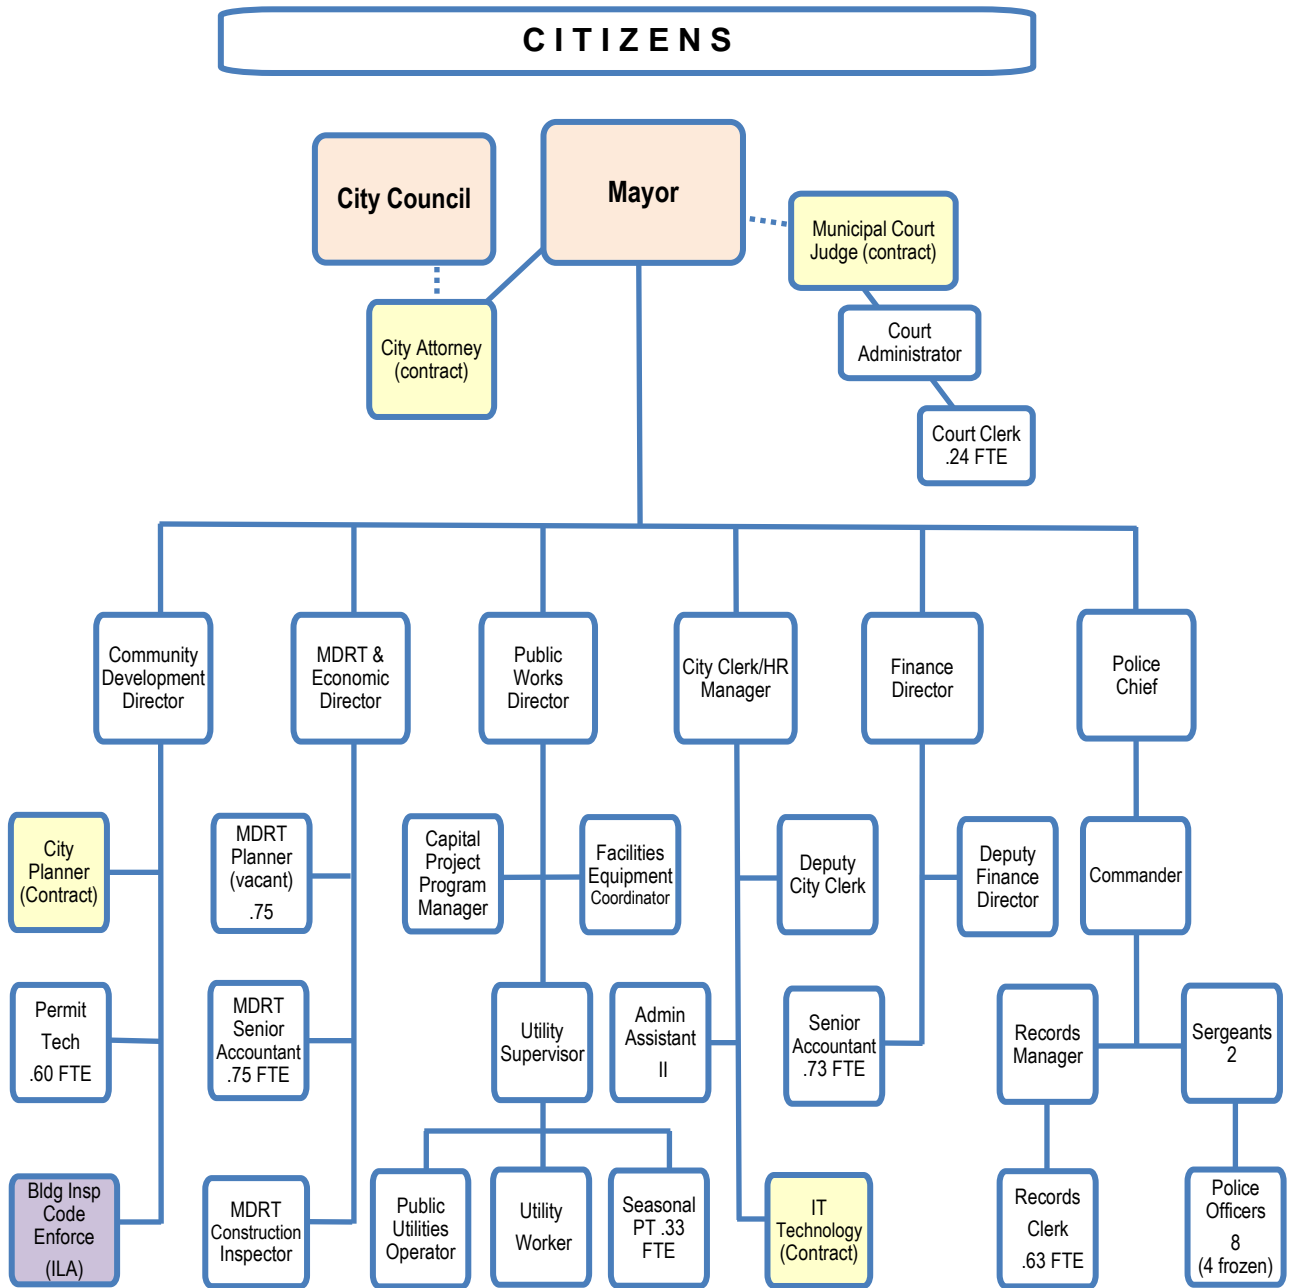 C I T I Z E N S
City Council
Mayor
Municipal Court
Judge (contract)
City Attorney
(contract)
Court
Administrator
Court Clerk
.24 FTE
Community
Development
Director
MDRT &
Economic
Director
Public
Works
Director
City Clerk/HR
Manager
Finance
Director
Police
Chief
City
Planner
(Contract)
MDRT
Planner
(vacant)
.75
Capital
Project
Program
Manager
Facilities
Equipment
Coordinator
Deputy
City Clerk
Deputy
Finance
Director
Commander
Permit
Tech
.60 FTE
MDRT
Senior
Accountant
.75 FTE
Utility
Supervisor
Admin
Assistant
II
Senior
Accountant
.73 FTE
Records
Manager
Sergeants
2
Bldg Insp
Code
Enforce
(ILA)
MDRT
Construction
Inspector
Public
Utilities
Operator
Utility
Worker
Seasonal
PT .33
FTE
IT
Technology
(Contract)
Records
Clerk
.63 FTE
Police
Officers
8
(4 frozen)